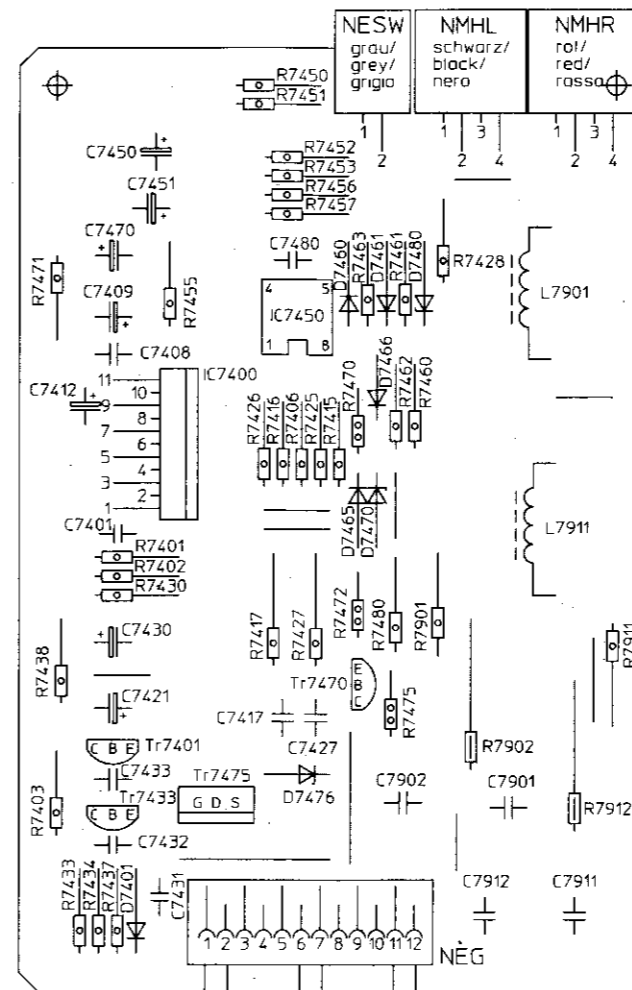 NESW
grau/
grey/
grigio
NMHL
schwarz/
black/
nero
NMHR
rot/
red/
rossa
1
2
1
2
3
4
1
2
3
4
R7450
R7451
C7450
C7451
R7452
R7453
R7456
R7457
C7470
C7480
R7471
R7455
C7409
4
5
IC7450
1
8
D7460
R7463
D7461
R7461
D7480
R7428
L7901
C7408
IC7400
C7412
11
10
9
8
7
6
5
4
3
2
1
R7426
R7416
R7406
R7425
R7415
R7470
D7466
R7462
R7460
D7465
D7470
L7911
C7401
R7401
R7402
R7430
R7438
C7430
C7421
R7417
R7427
R7472
R7480
R7901
R7911
Tr7470
E
B
C
R7475
Tr7401
C B E
C7433
C7417
C7427
R7902
R7403
Tr7433
C B E
C7432
Tr7475
G D S
D7476
C7902
C7901
R7912
R7433
R7434
R7437
D7401
C7431
C7912
C7911
1 2 3 4 5 6 7 8 9 10 11 12
NEG